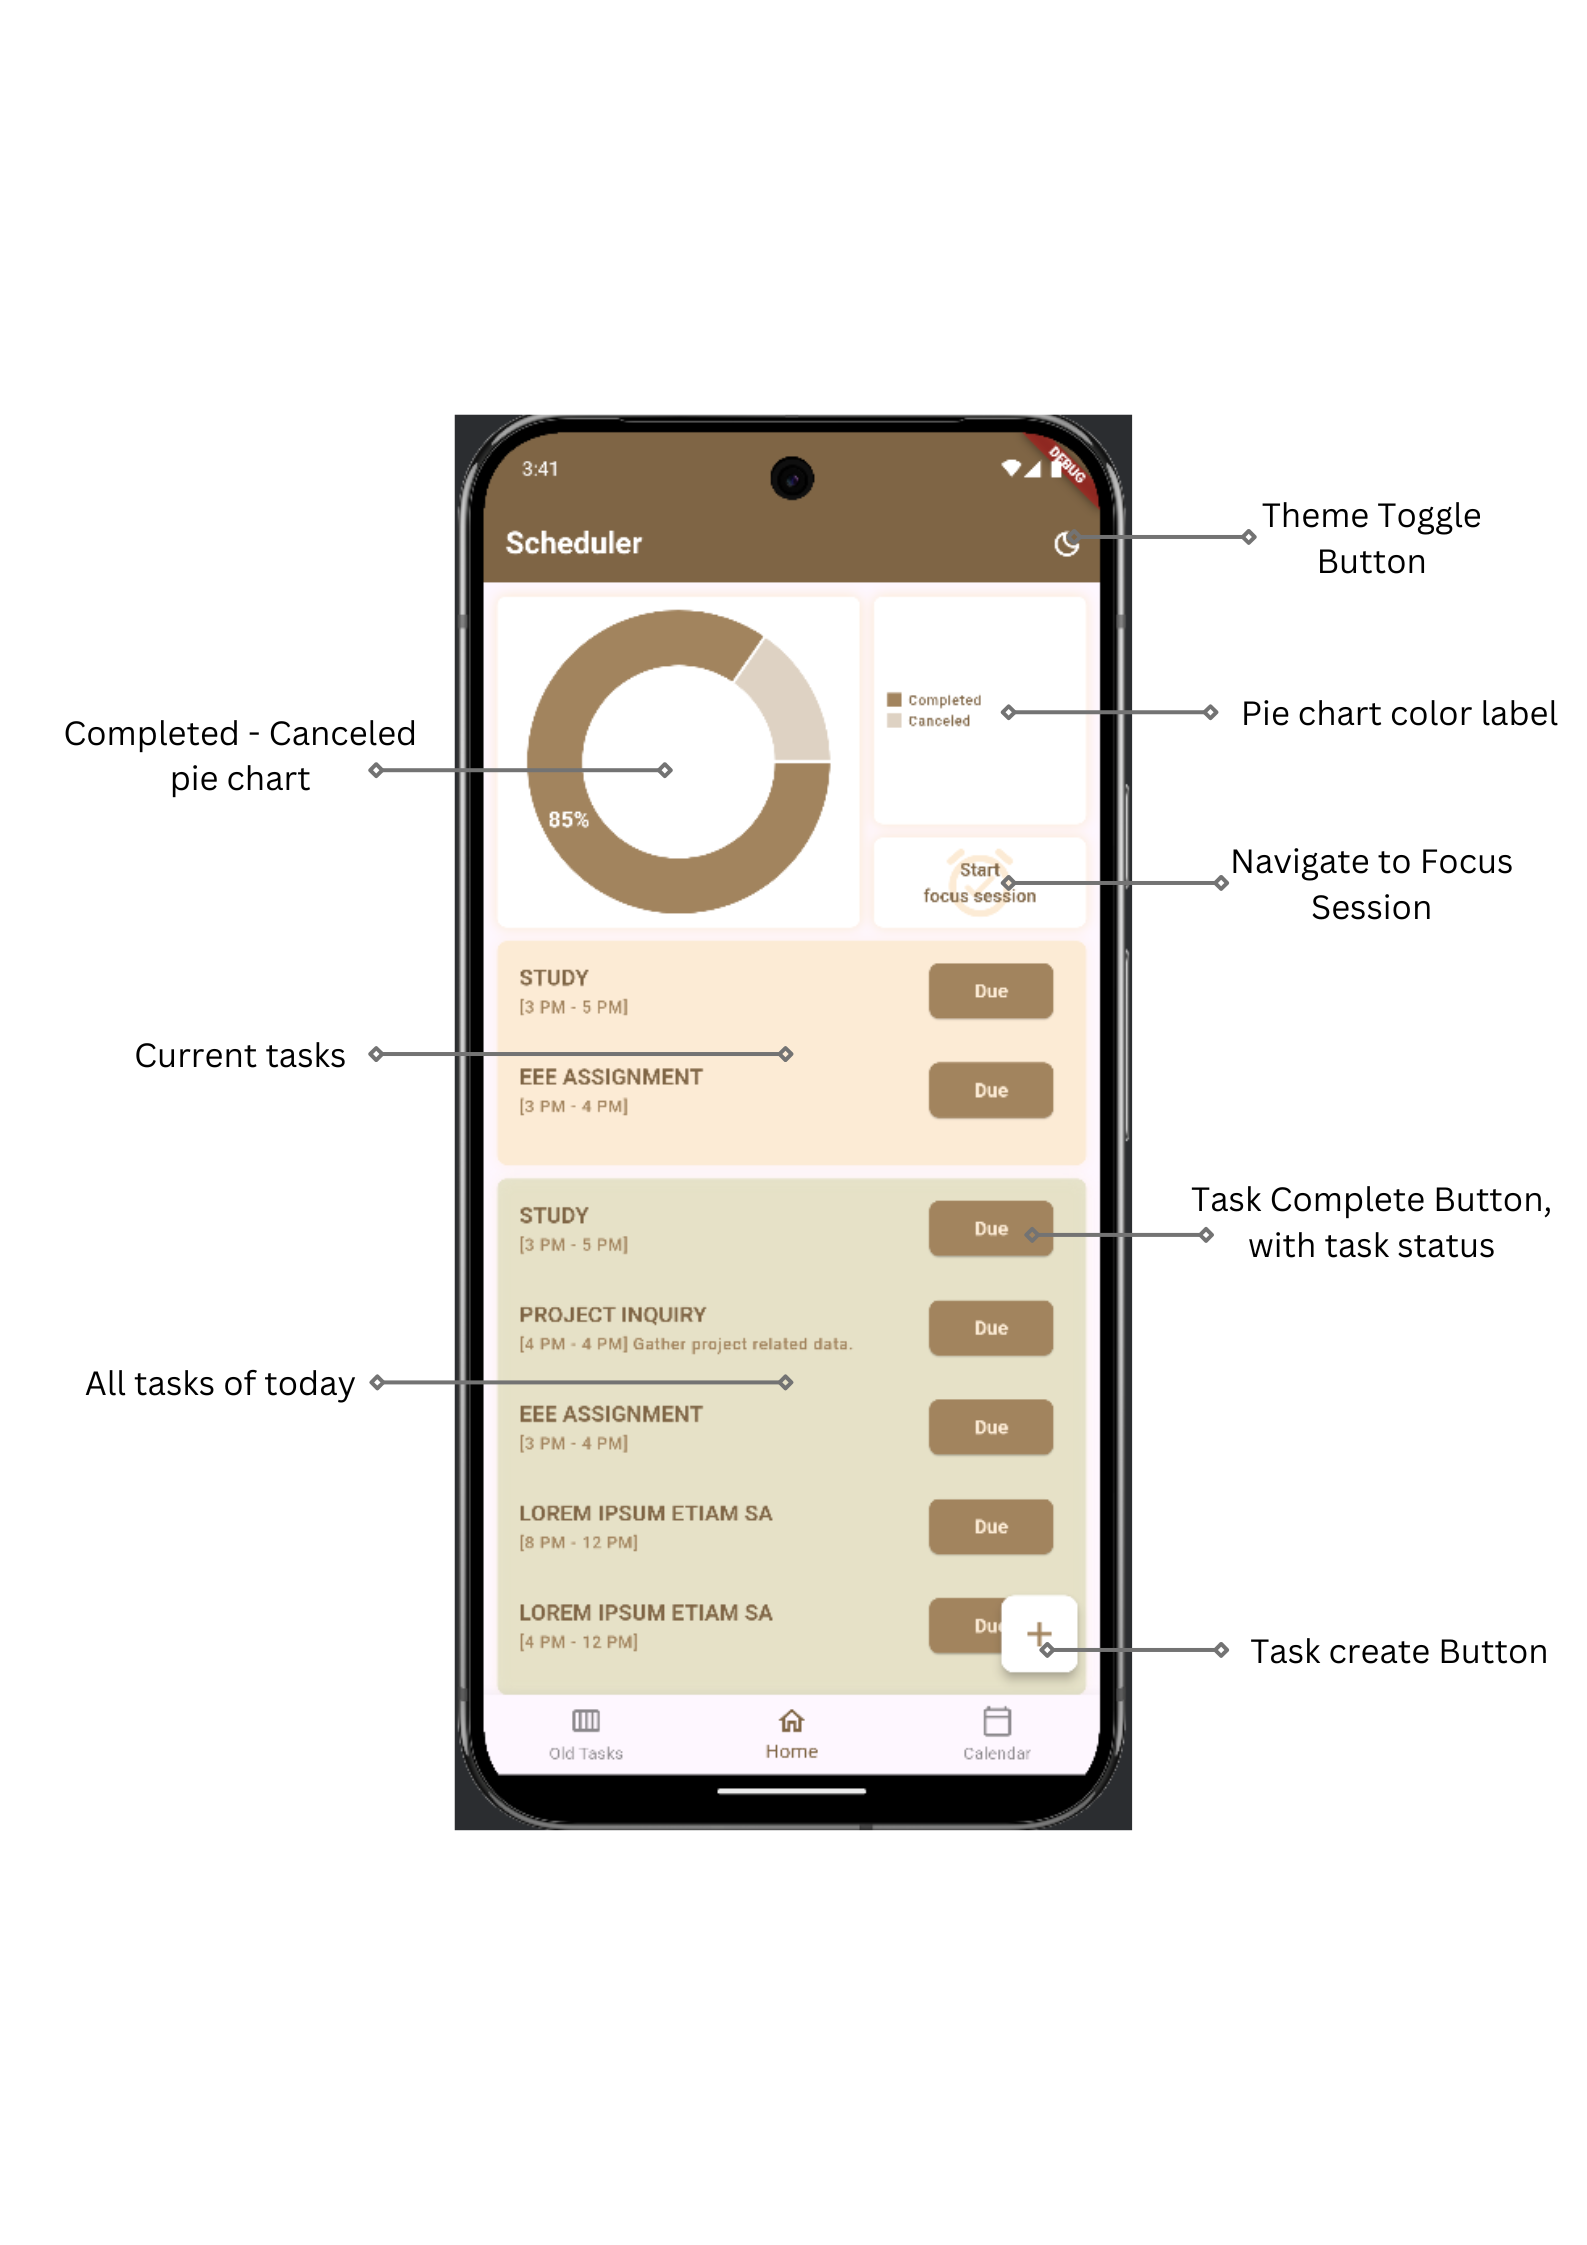 3:41
DEBUG
Scheduler
Theme Toggle
Button
Completed
Canceled
Pie chart color label
Completed - Canceled
pie chart
85%
Start
focus session
Navigate to Focus
Session
STUDY
[3 PM - 5 PM]
Due
Current tasks
EEE ASSIGNMENT
[3 PM - 4 PM]
Due
STUDY
[3 PM - 5 PM]
Due
Task Complete Button,
with task status
PROJECT INQUIRY
[4 PM - 4 PM] Gather project related data.
Due
All tasks of today
EEE ASSIGNMENT
[3 PM - 4 PM]
Due
LOREM IPSUM ETIAM SA
[8 PM - 12 PM]
Due
LOREM IPSUM ETIAM SA
[4 PM - 12 PM]
Du
+
Task create Button
Old Tasks
Home
Calendar